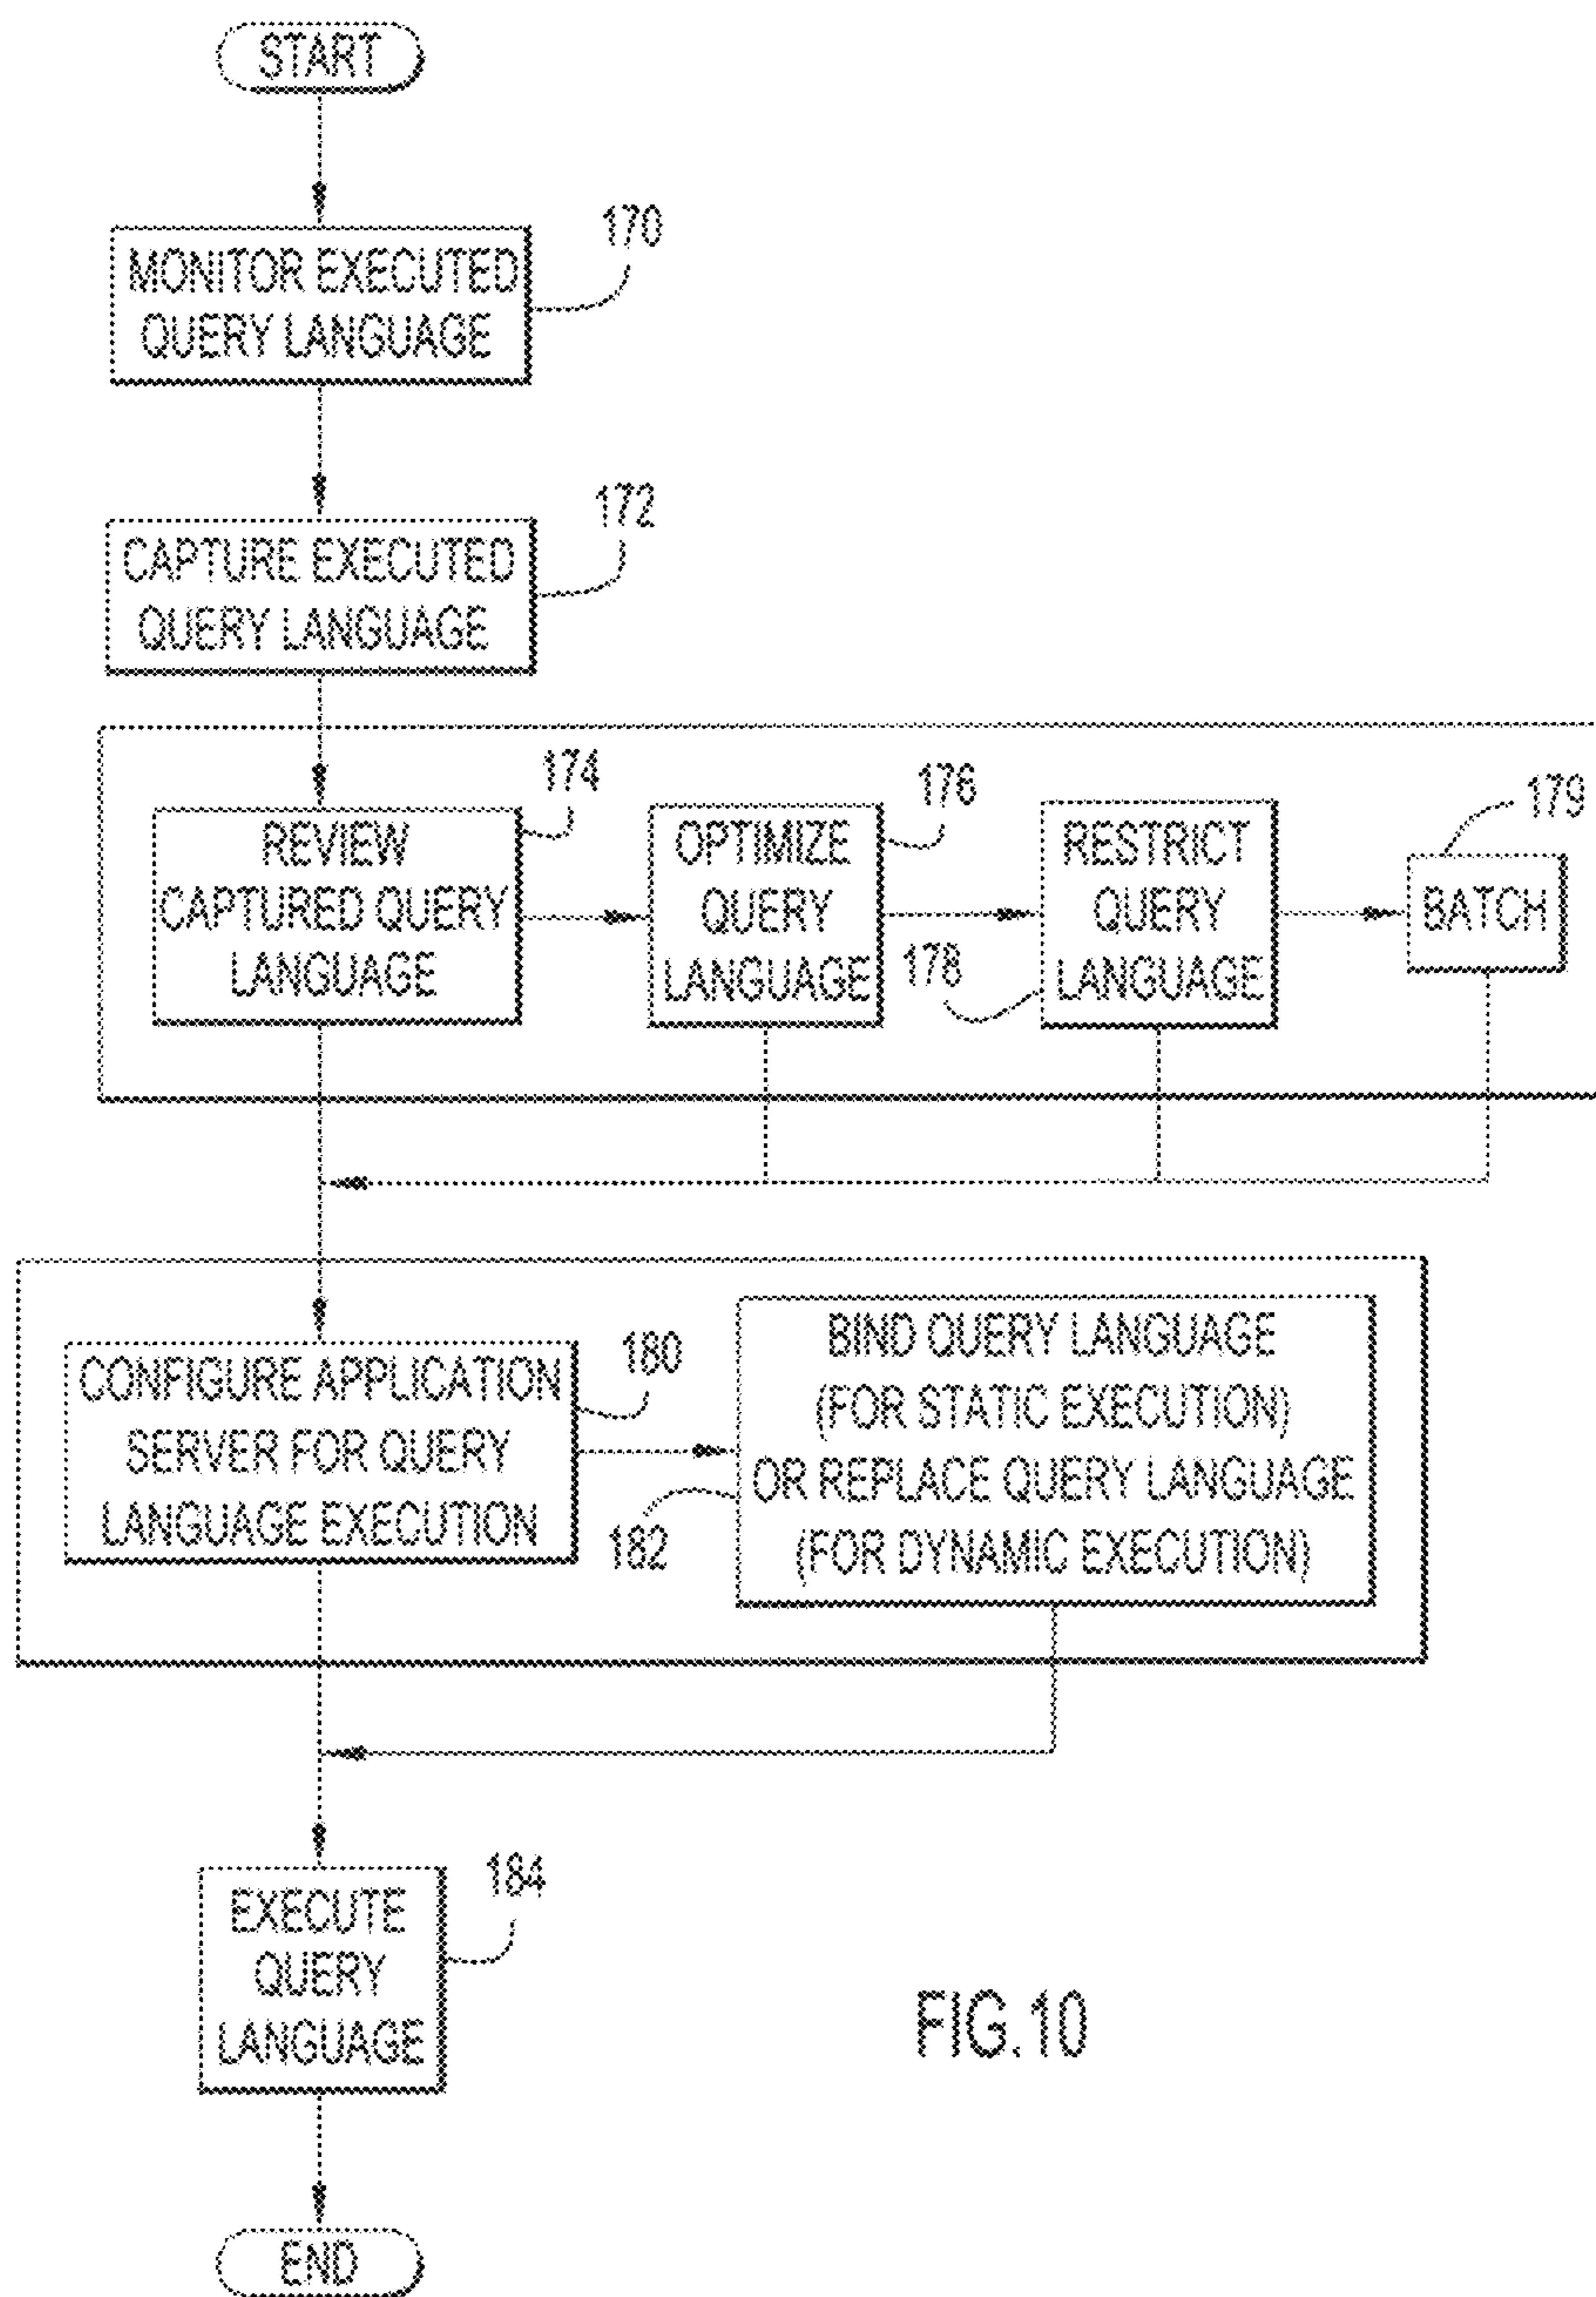 START
170
MONITOR EXECUTED
QUERY LANGUAGE
172
CAPTURE EXECUTED
QUERY LANGUAGE
174
REVIEW
CAPTURED QUERY
LANGUAGE
176
OPTIMIZE
QUERY
LANGUAGE
178
RESTRICT
QUERY
LANGUAGE
179
BATCH
180
CONFIGURE APPLICATION
SERVER FOR QUERY
LANGUAGE EXECUTION
182
BIND QUERY LANGUAGE
(FOR STATIC EXECUTION)
OR REPLACE QUERY LANGUAGE
(FOR DYNAMIC EXECUTION)
184
EXECUTE
QUERY
LANGUAGE
FIG.10
END